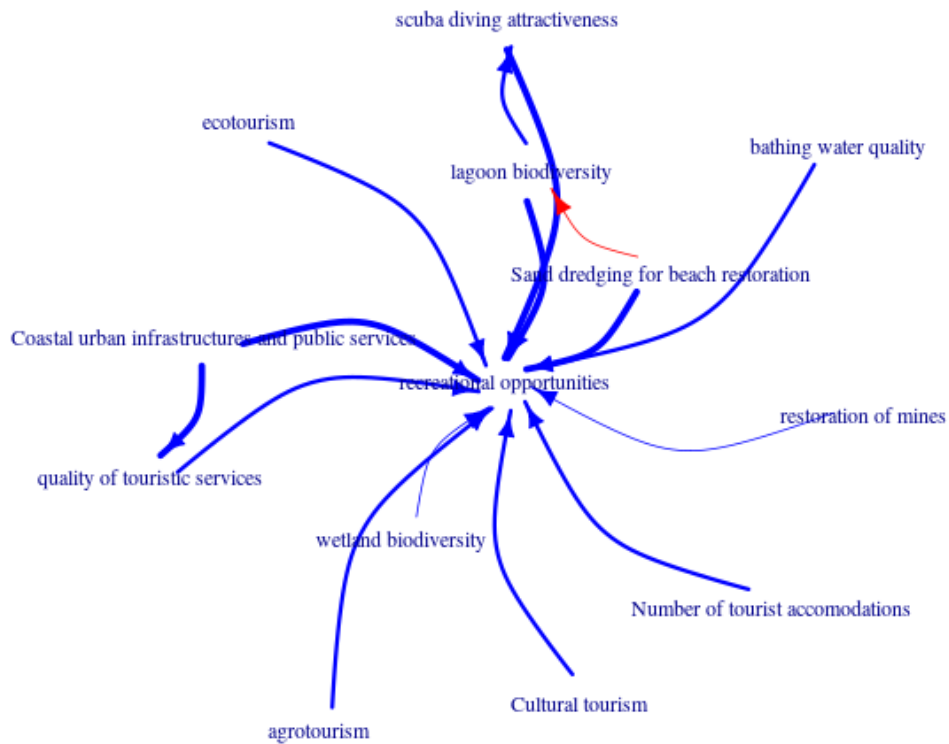 scuba diving attractiveness
ecotourism
bathing water quality
lagoon biodiversity
Sand dredging for beach restoration
Coastal urban infrastructures and public services
recreational opportunities
restoration of mines
quality of touristic services
wetland biodiversity
Number of tourist accomodations
Cultural tourism
agrotourism